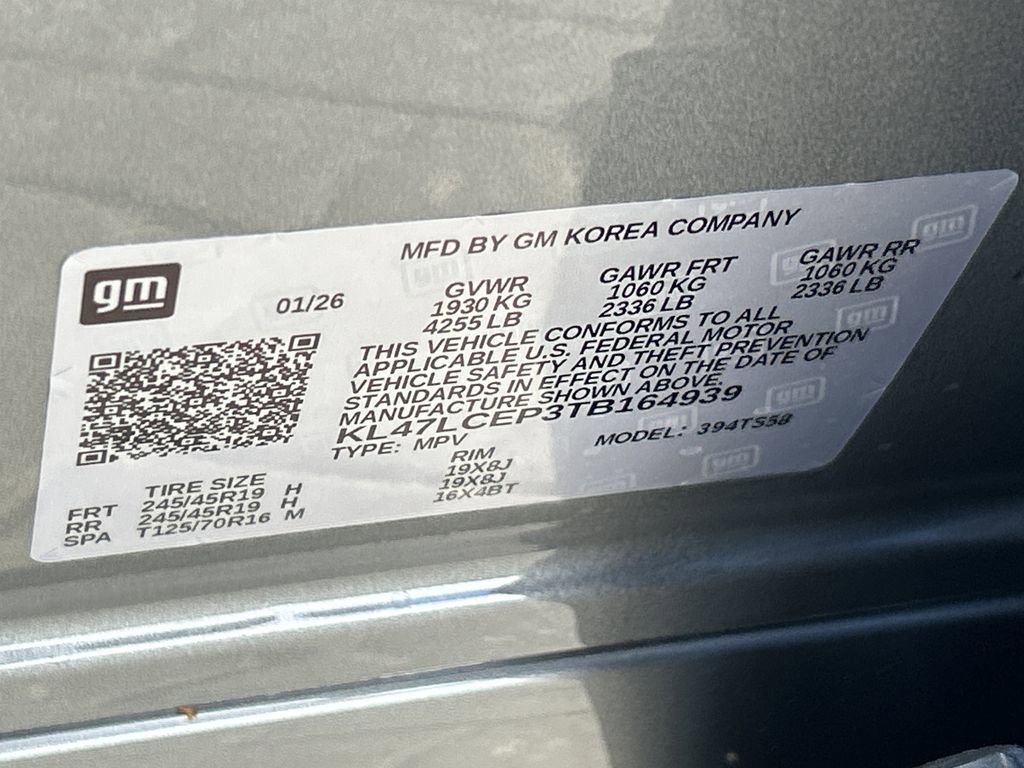 gm
MFD BY GM KOREA COMPANY
01/26
GVWR GAWR FRT GAWR RR
1930 KG 1060 KG 1060 KG
4255 LB 2336 LB 2336 LB
THIS VEHICLE CONFORMS TO ALL
APPLICABLE U.S. FEDERAL MOTOR
VEHICLE SAFETY AND THEFT PREVENTION
STANDARDS IN EFFECT ON THE DATE OF
MANUFACTURE SHOWN ABOVE.
KL47LCEP3TB164939
TYPE: MPV MODEL: 394TS58
TIRE SIZE RIM
FRT 245/45R19 H 19X8J
RR 245/45R19 H 19X8J
SPA T125/70R16 M 16X4BT